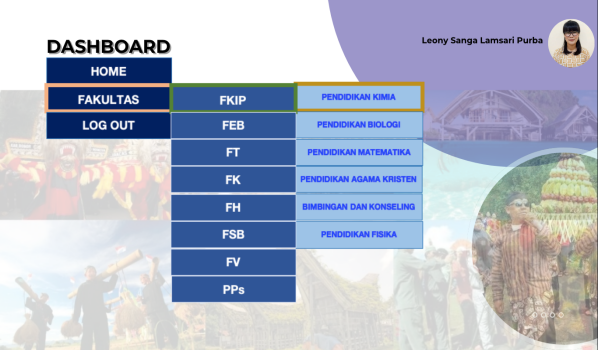 Leony Sanga Lamsari Purba
DASHBOARD
HOME
FAKULTAS
LOG OUT
FKIP
FEB
FT
FK
FH
FSB
FV
PPs
PENDIDIKAN KIMIA
PENDIDIKAN BIOLOGI
PENDIDIKAN MATEMATIKA
PENDIDIKAN AGAMA KRISTEN
BIMBINGAN DAN KONSELING
PENDIDIKAN FISIKA